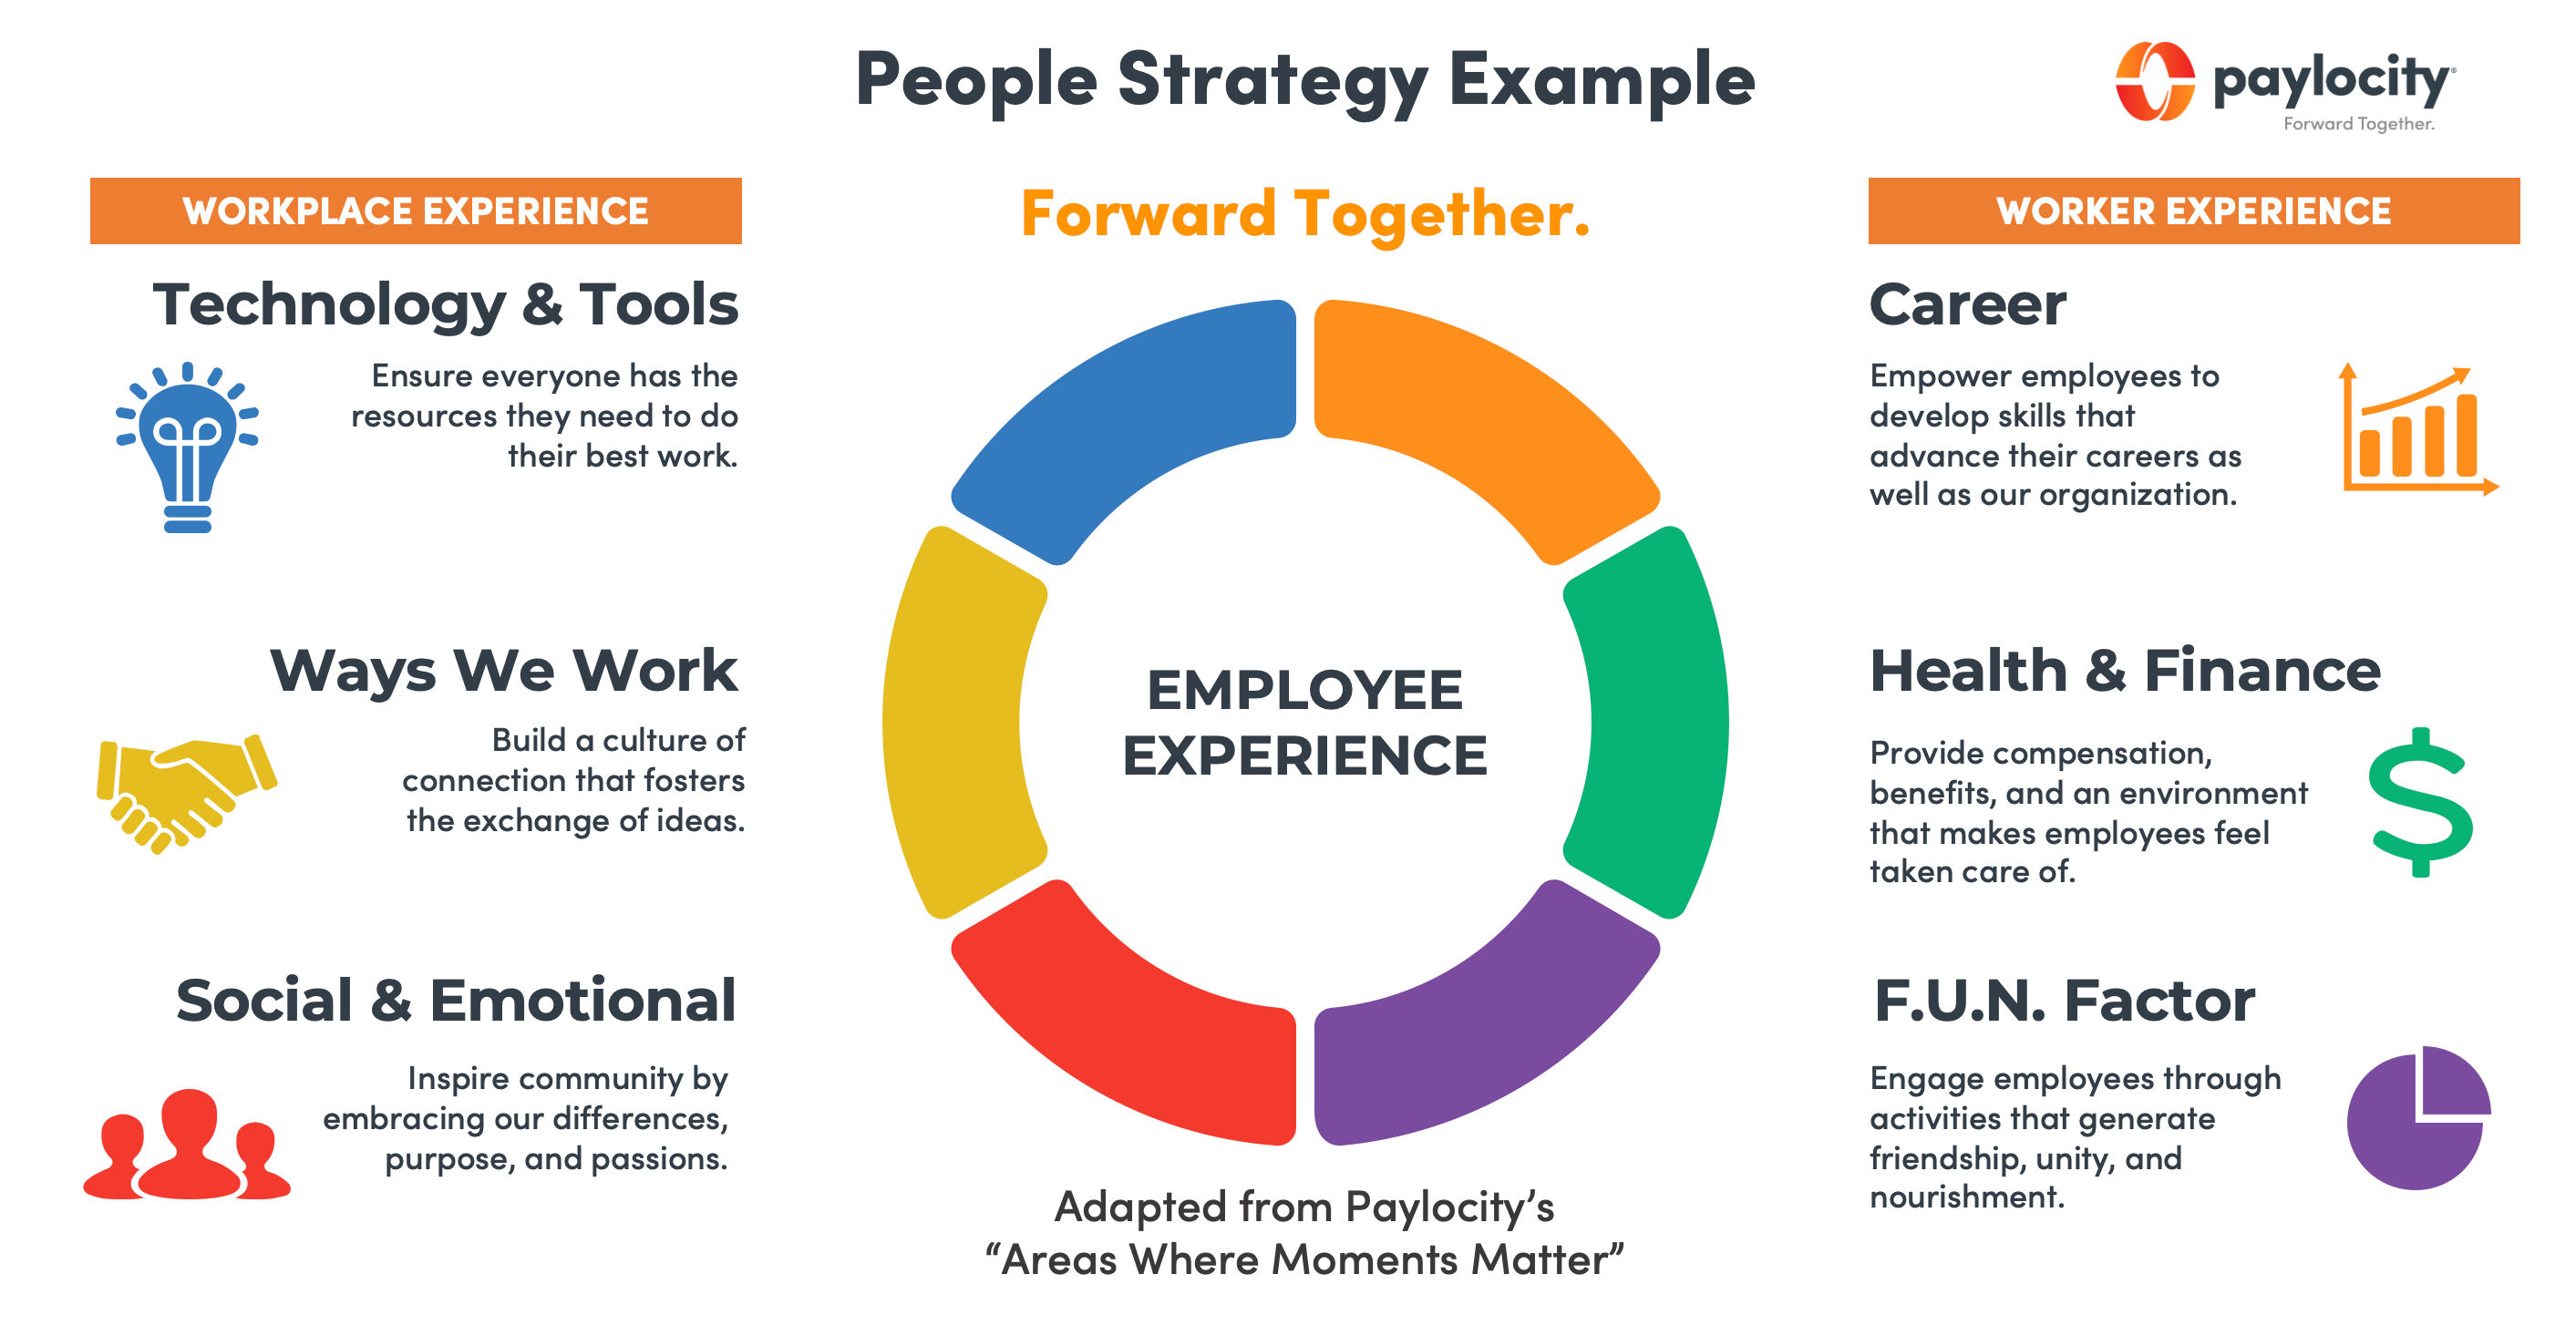 People Strategy Example
paylocity®
Forward Together.
Forward Together.
WORKPLACE EXPERIENCE
Technology & Tools
Ensure everyone has the
resources they need to do
their best work.
Ways We Work
Build a culture of
connection that fosters
the exchange of ideas.
Social & Emotional
Inspire community by
embracing our differences,
purpose, and passions.
EMPLOYEE
EXPERIENCE
Adapted from Paylocity’s
“Areas Where Moments Matter”
WORKER EXPERIENCE
Career
Empower employees to
develop skills that
advance their careers as
well as our organization.
Health & Finance
Provide compensation,
benefits, and an environment
that makes employees feel
taken care of.
F.U.N. Factor
Engage employees through
activities that generate
friendship, unity, and
nourishment.